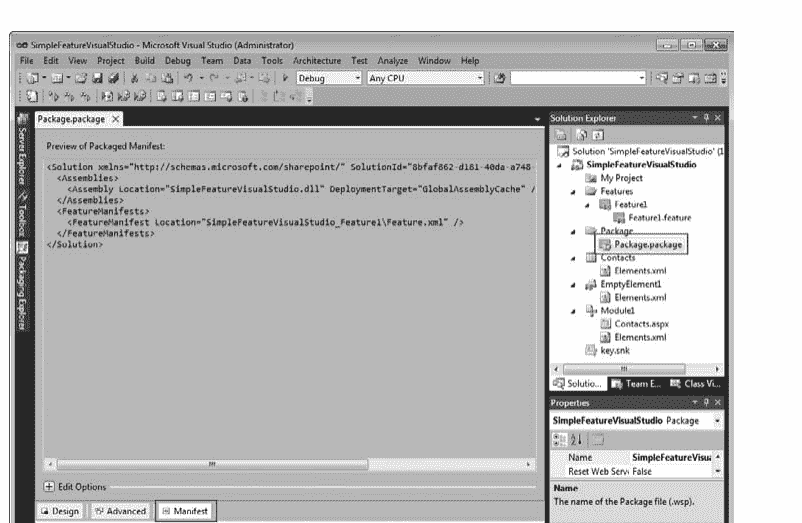 SimpleFeatureVisualStudio - Microsoft Visual Studio (Administrator)
File Edit View Project Build Debug Team Data Tools Architecture Test Analyze Window Help
Debug Any CPU
Package.package
Preview of Packaged Manifest:
<Solution xmlns="http://schemas.microsoft.com/sharepoint/" SolutionId="8bfaf862-d181-40da-a748
<Assemblies>
<Assembly Location="SimpleFeatureVisualStudio.dll" DeploymentTarget="GlobalAssemblyCache" /
</Assemblies>
<FeatureManifests>
<FeatureManifest Location="SimpleFeatureVisualStudio_Feature1\Feature.xml" />
</FeatureManifests>
</Solution>
Edit Options
Design Advanced Manifest
Server Explorer
Toolbox
Packaging Explorer
Solution Explorer
Solution 'SimpleFeatureVisualStudio' (1
SimpleFeatureVisualStudio
My Project
Features
Feature1
Feature1.feature
Package
Package.package
Contacts
Elements.xml
EmptyElement1
Elements.xml
Module1
Contacts.aspx
Elements.xml
key.snk
Solutio... Team E... Class Vi...
Properties
SimpleFeatureVisualStudio Package
Name SimpleFeatureVisua
Reset Web Serv False
Name
The name of the Package file (.wsp).